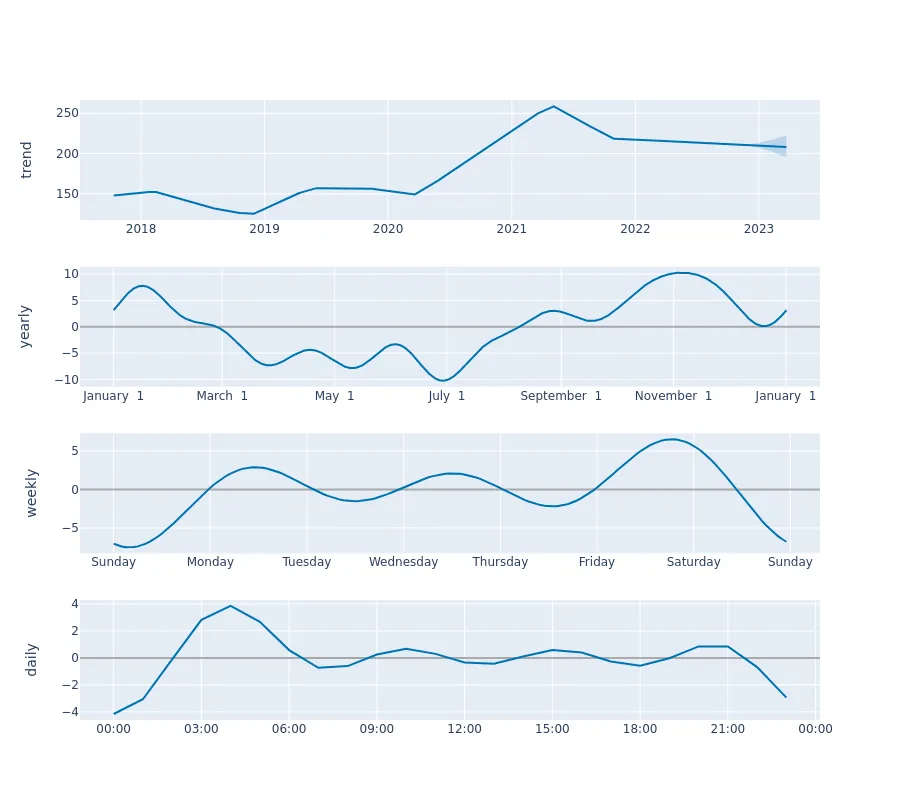 trend
250
200
150
2018 2019 2020 2021 2022 2023
yearly
10
5
0
−5
−10
January 1 March 1 May 1 July 1 September 1 November 1 January 1
weekly
5
0
−5
Sunday Monday Tuesday Wednesday Thursday Friday Saturday Sunday
daily
4
2
0
−2
−4
00:00 03:00 06:00 09:00 12:00 15:00 18:00 21:00 00:00